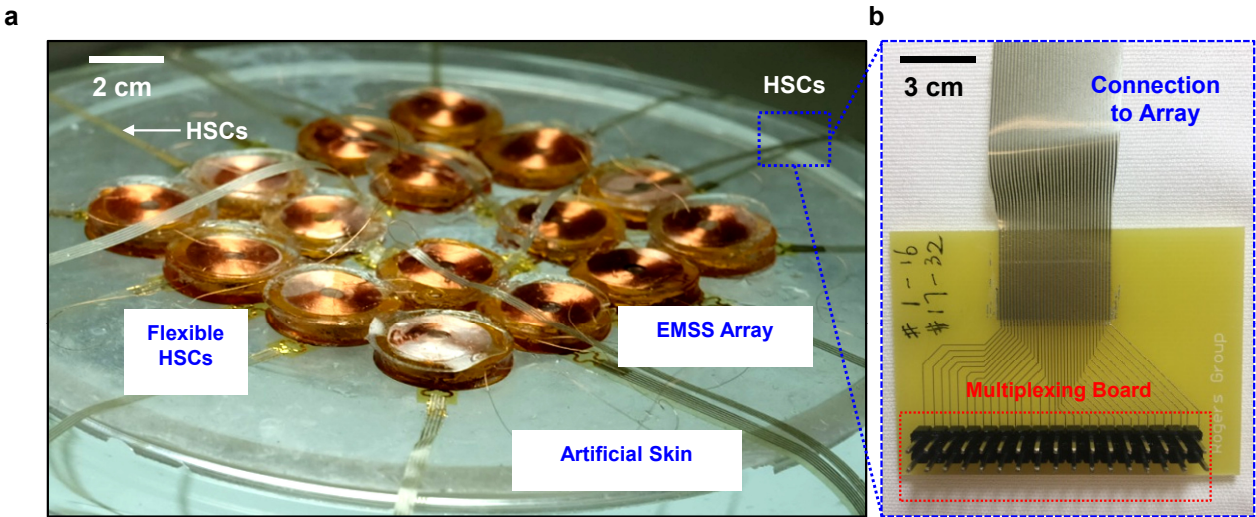 a
2 cm
HSCs
HSCs
Flexible
HSCs
EMSS Array
Artificial Skin
b
3 cm
Connection
to Array
# 1-16
# 17-32
Multiplexing Board
Rogers Group